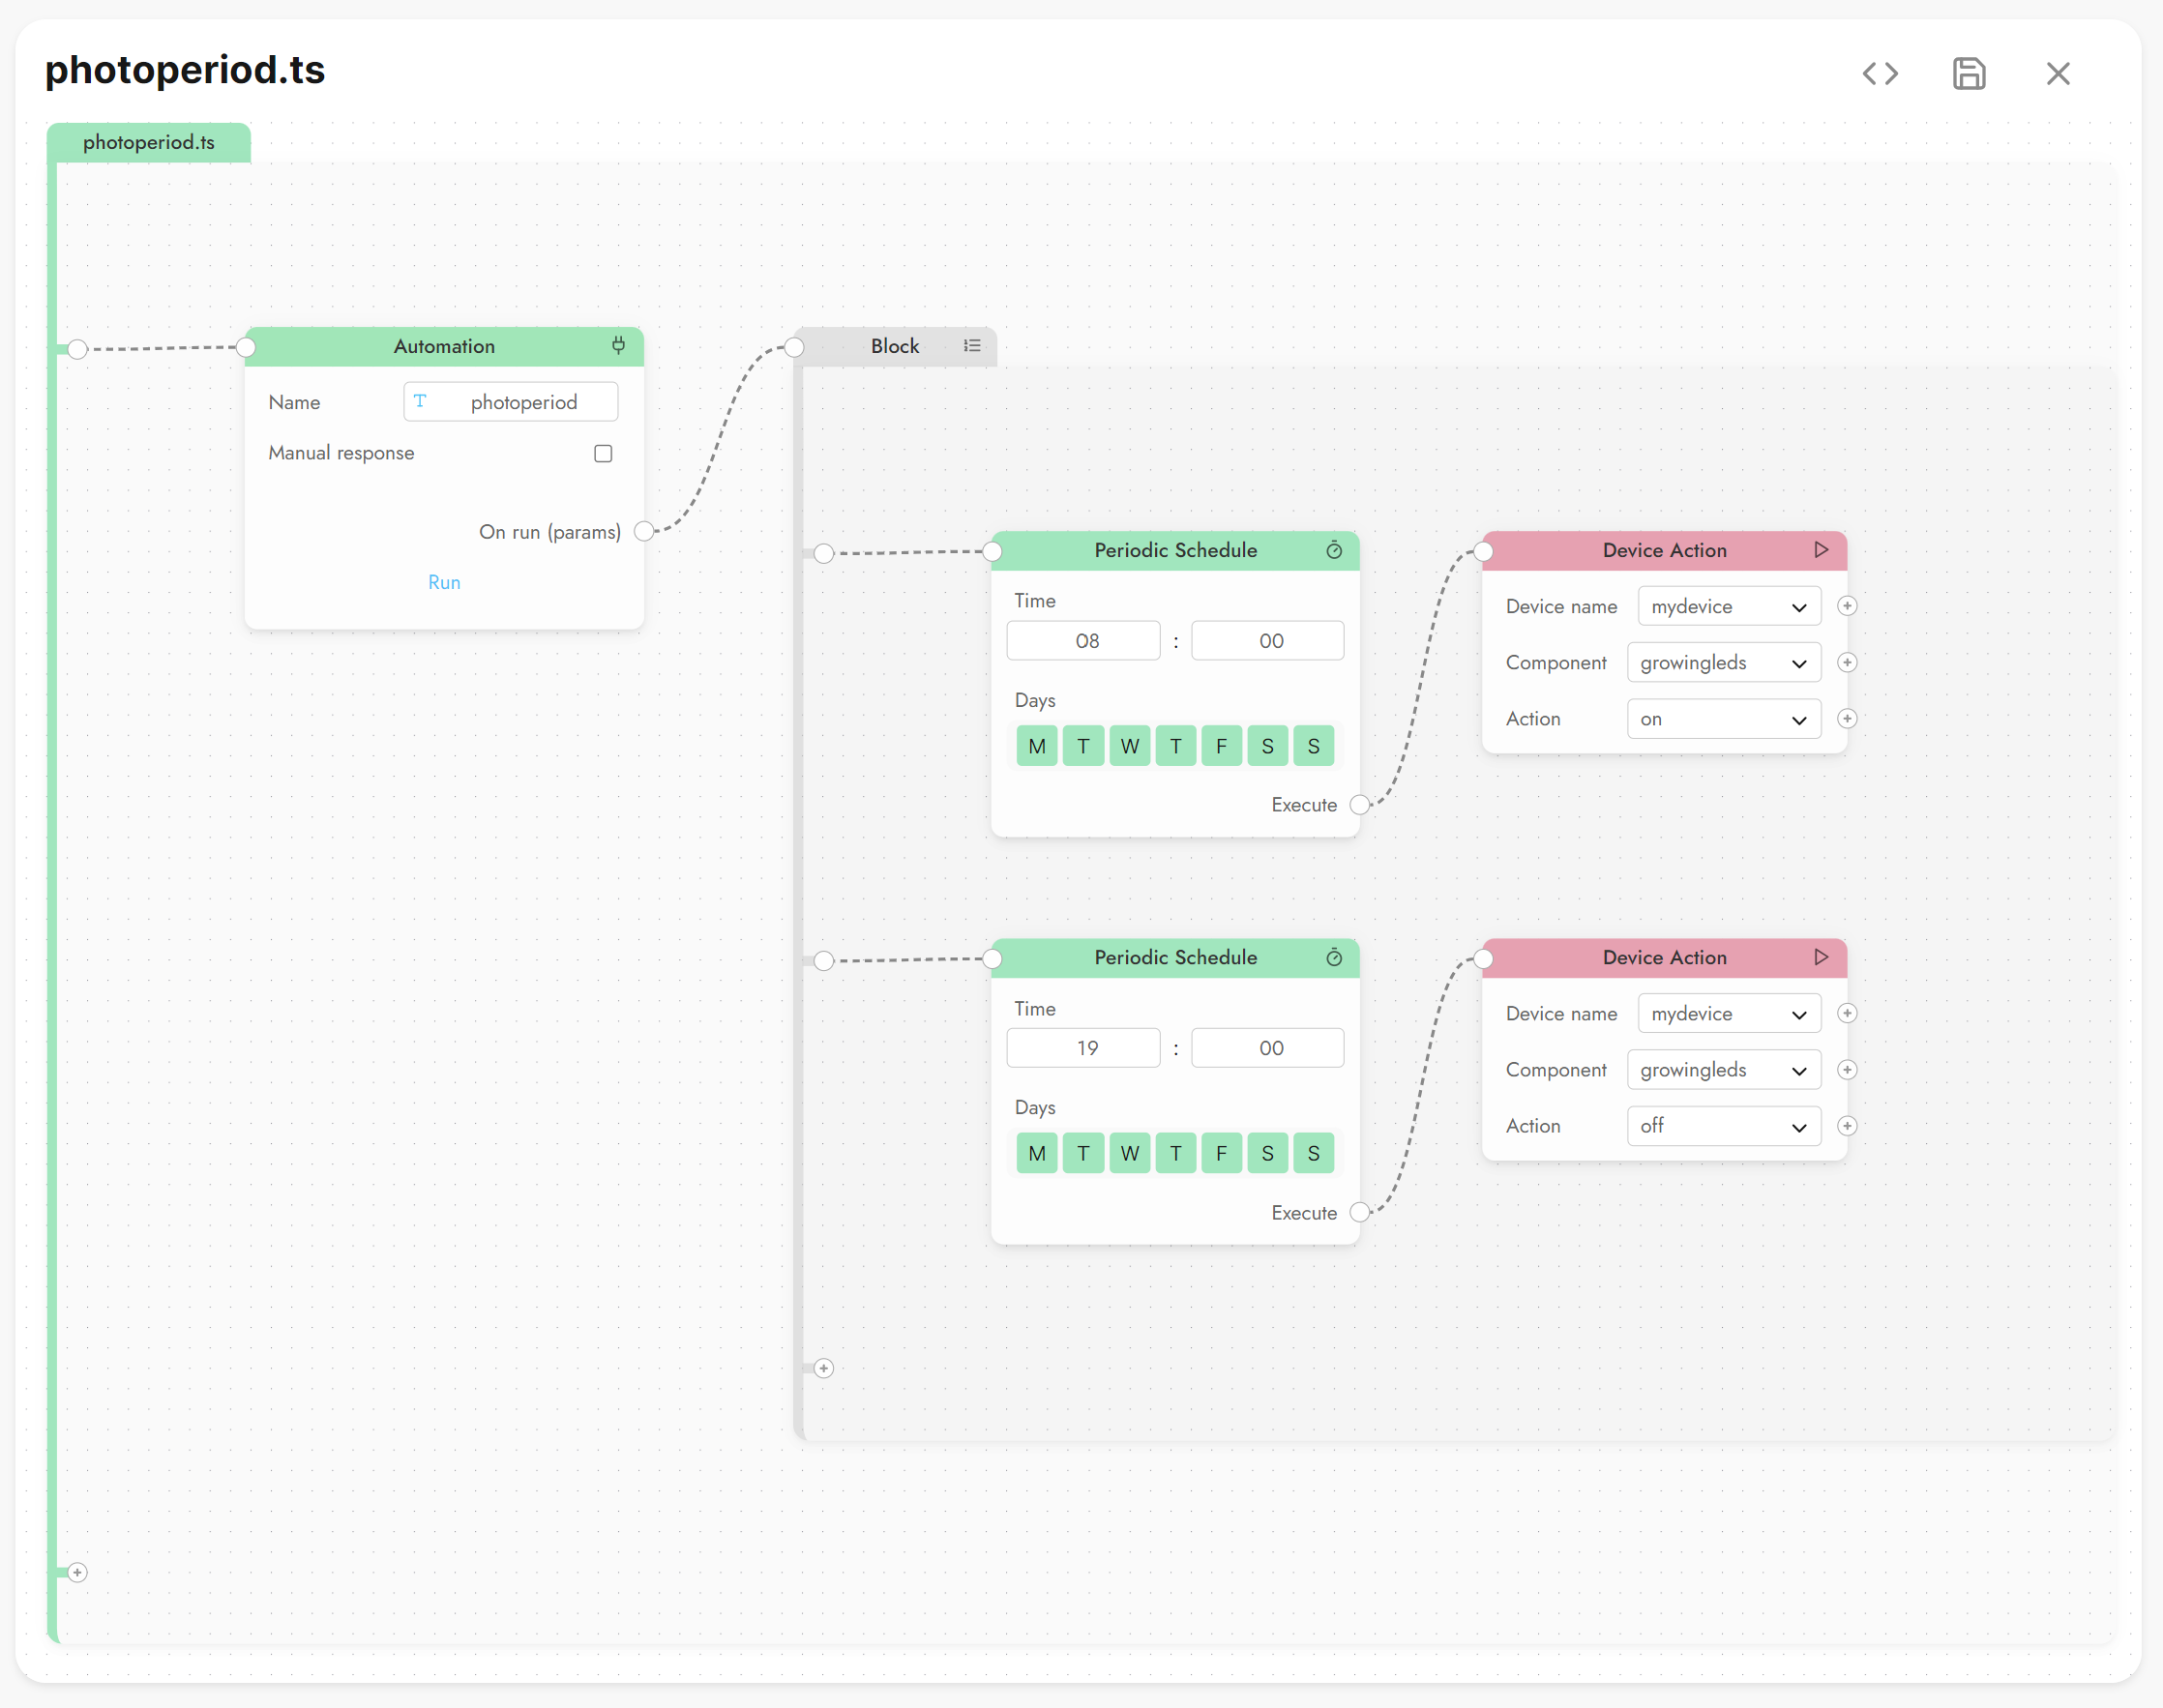 photoperiod.ts
photoperiod.ts
Automation
Name
photoperiod
Manual response
On run (params)
Run
Block
Periodic Schedule
Time
08 : 00
Days
M T W T F S S
Execute
Device Action
Device name mydevice
Component growingleds
Action on
Periodic Schedule
Time
19 : 00
Days
M T W T F S S
Execute
Device Action
Device name mydevice
Component growingleds
Action off